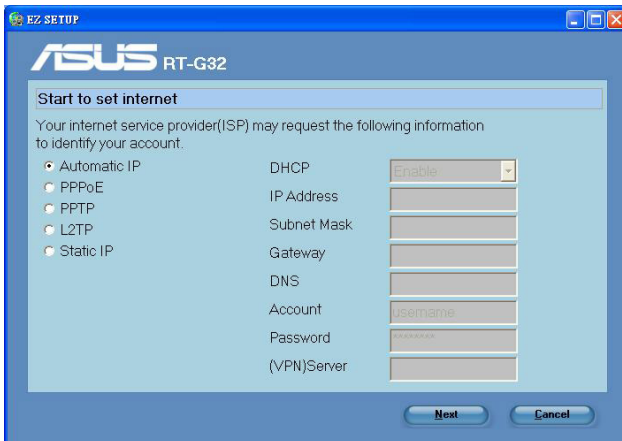 EZ SETUP
ASUS RT-G32
Start to set internet
Your internet service provider(ISP) may request the following information
to identify your account.
Automatic IP
PPPoE
PPTP
L2TP
Static IP
DHCP Enable
IP Address
Subnet Mask
Gateway
DNS
Account username
Password ********
(VPN)Server
Next Cancel